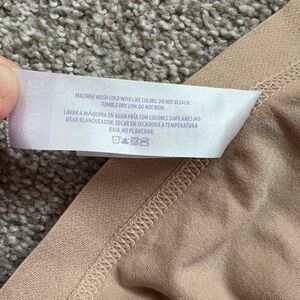 MACHINE WASH COLD WITH LIKE COLORS. DO NOT BLEACH.
TUMBLE DRY LOW. DO NOT IRON.
LAVAR A MÁQUINA EN AGUA FRÍA CON COLORES SIMILARES. NO
USAR BLANQUEADOR. SECAR EN SECADORA A TEMPERATURA
BAJA. NO PLANCHAR.